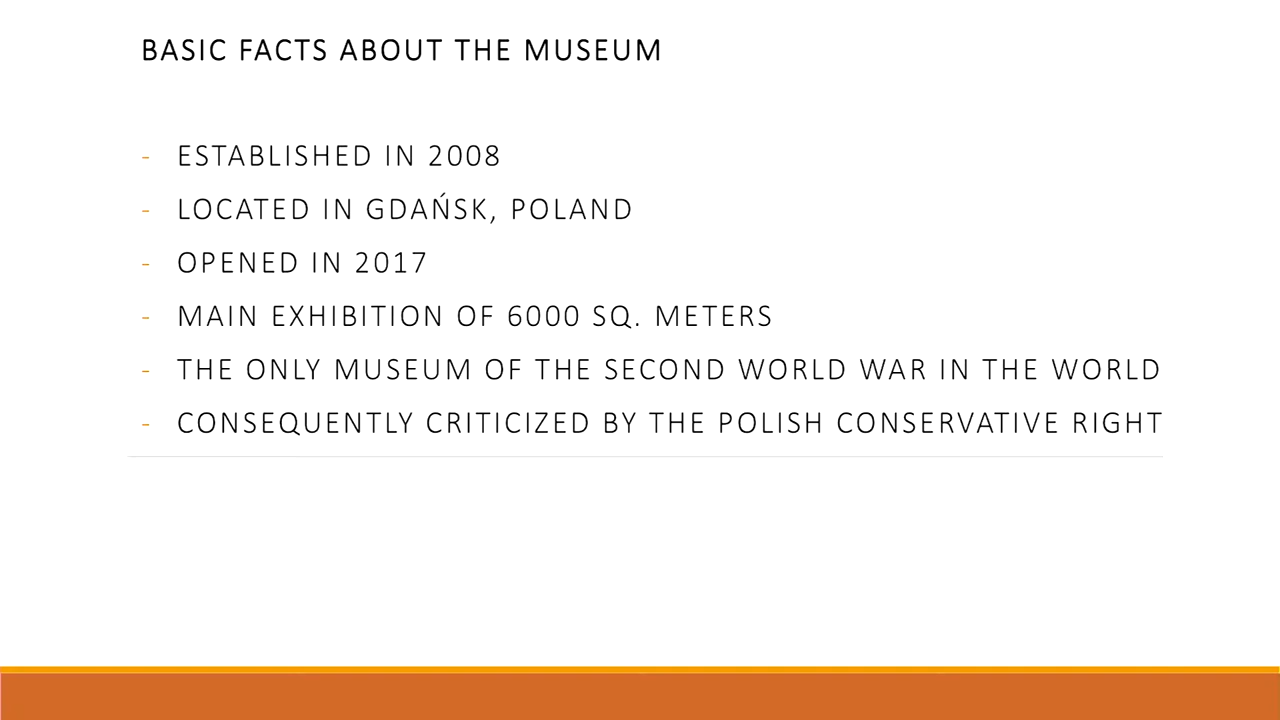 BASIC FACTS ABOUT THE MUSEUM
- ESTABLISHED IN 2008
- LOCATED IN GDAŃSK, POLAND
- OPENED IN 2017
- MAIN EXHIBITION OF 6000 SQ. METERS
- THE ONLY MUSEUM OF THE SECOND WORLD WAR IN THE WORLD
- CONSEQUENTLY CRITICIZED BY THE POLISH CONSERVATIVE RIGHT